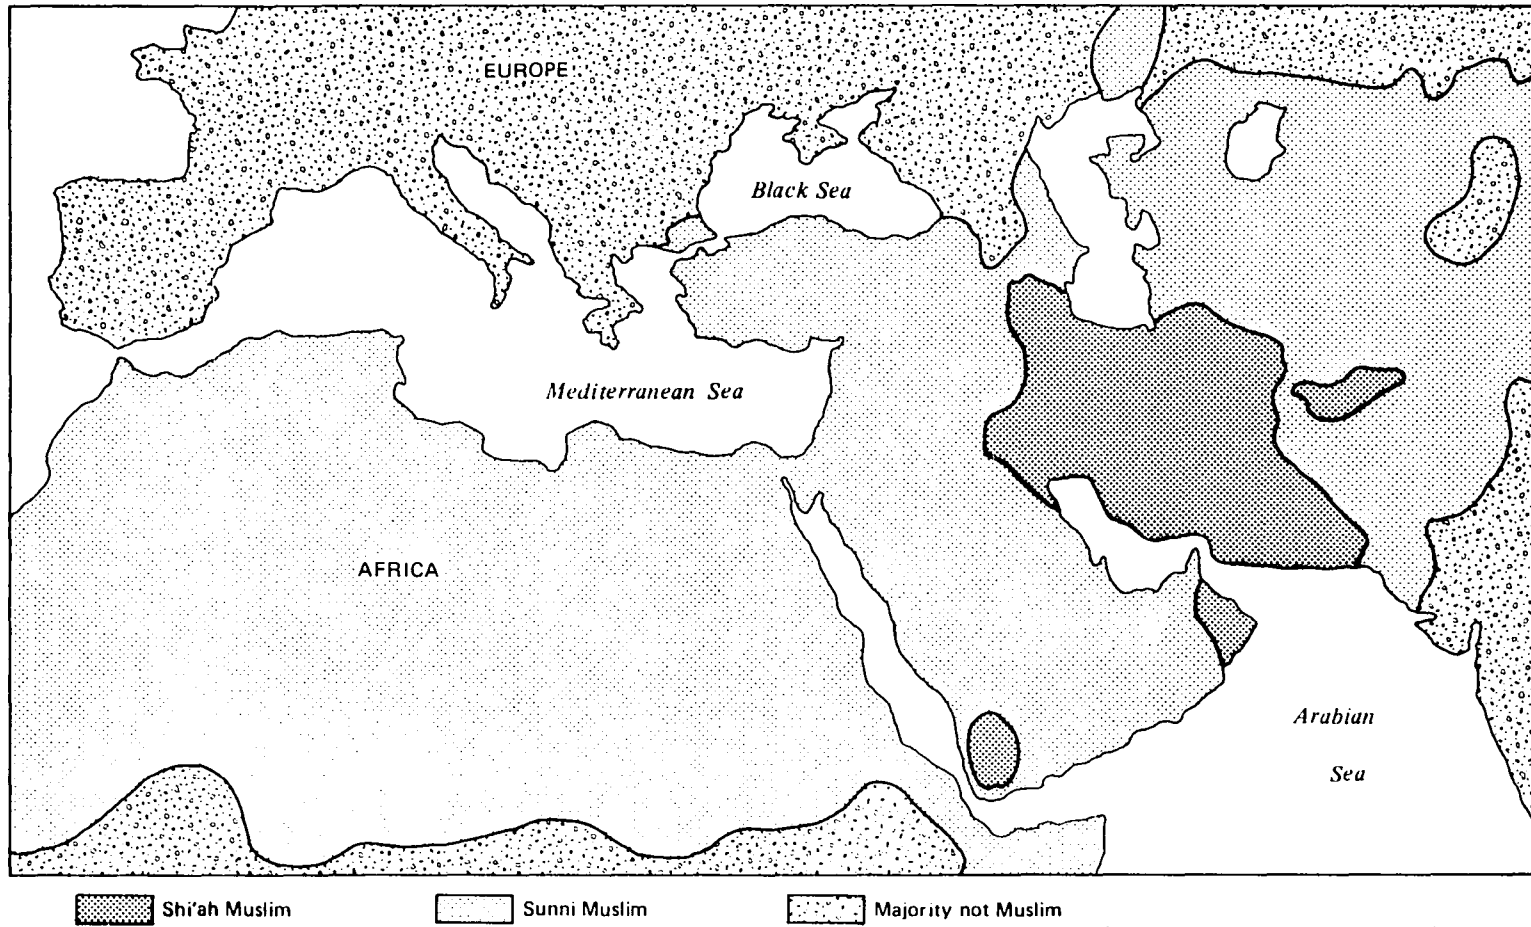 EUROPE
Black Sea
Mediterranean Sea
AFRICA
Arabian
Sea
Shi'ah Muslim
Sunni Muslim
Majority not Muslim